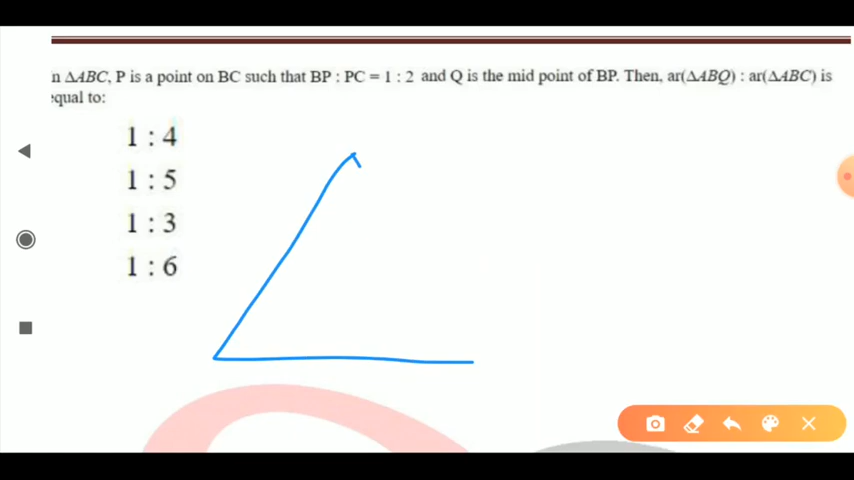 n ΔABC, P is a point on BC such that BP : PC = 1 : 2 and Q is the mid point of BP. Then, ar(ΔABQ) : ar(ΔABC) is
qual to:
1 : 4
1 : 5
1 : 3
1 : 6